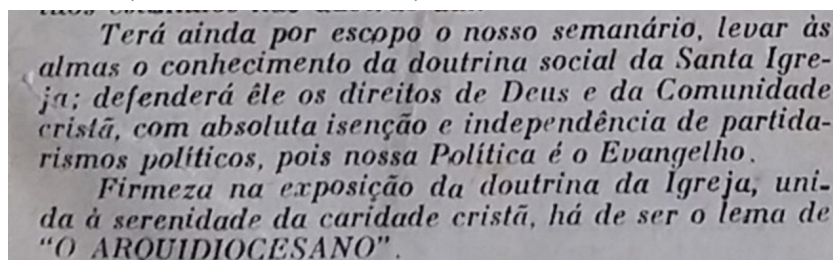 Terá ainda por escopo o nosso semanário, levar às
almas o conhecimento da doutrina social da Santa Igre-
ja; defenderá êle os direitos de Deus e da Comunidade
cristã, com absoluta isenção e independência de partida-
rismos políticos, pois nossa Política é o Evangelho.
Firmeza na exposição da doutrina da Igreja, uni-
da à serenidade da caridade cristã, há de ser o lema de
"O ARQUIDIOCESANO".